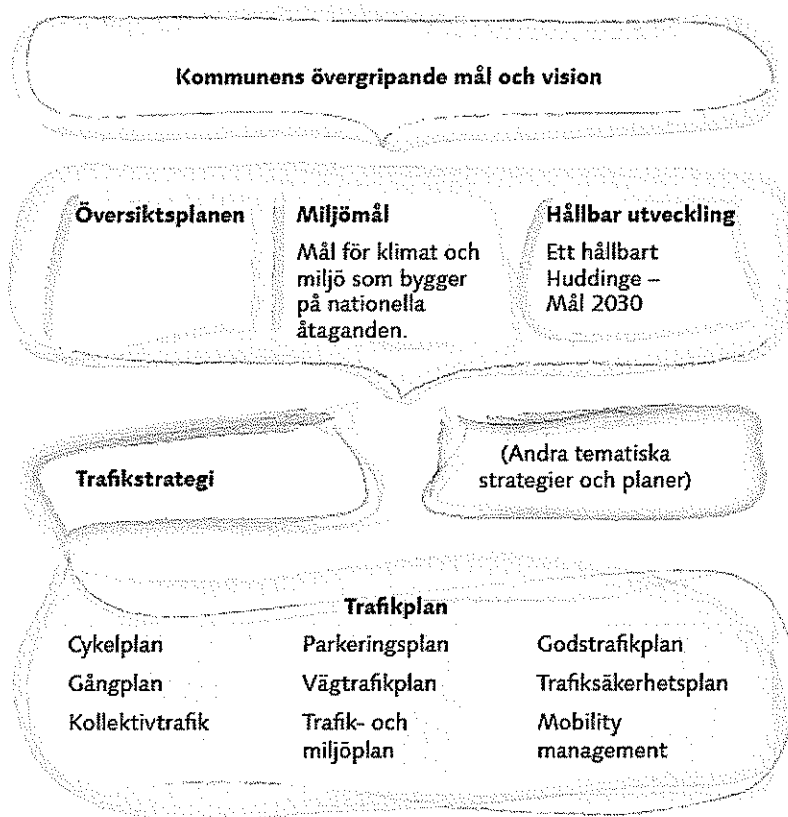 Kommunens övergripande mål och vision
Översiktsplanen
Miljömål
Mål för klimat och
miljö som bygger
på nationella
åtaganden.
Hållbar utveckling
Ett hållbart
Huddinge –
Mål 2030
Trafikstrategi
(Andra tematiska
strategier och planer)
Trafikplan
Cykelplan
Gångplan
Kollektivtrafik
Parkeringsplan
Vägtrafikplan
Trafik- och
miljöplan
Godstrafikplan
Trafiksäkerhetsplan
Mobility
management